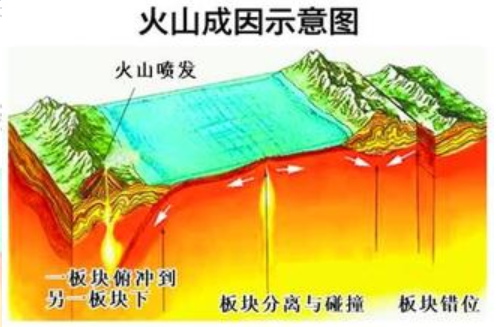 火山成因示意图
火山喷发
一板块俯冲到
另一板块下
板块分离与碰撞
板块错位